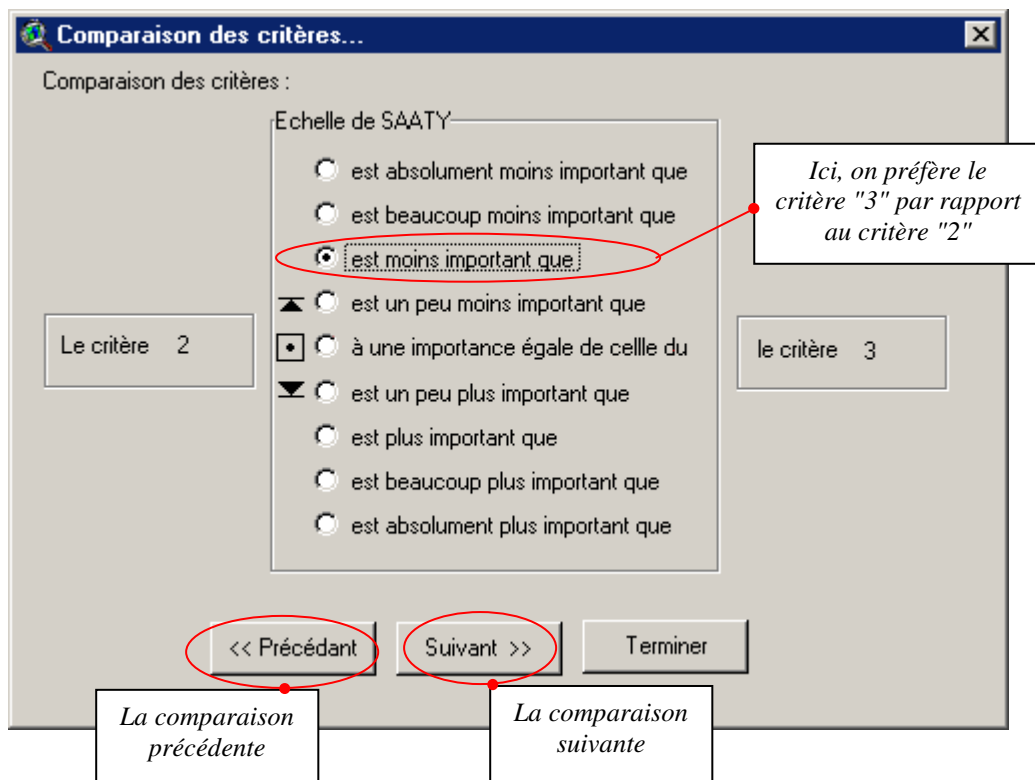 Comparaison des critères...
Comparaison des critères :
Echelle de SAATY
est absolument moins important que
est beaucoup moins important que
est moins important que
est un peu moins important que
à une importance égale de cellle du
est un peu plus important que
est plus important que
est beaucoup plus important que
est absolument plus important que
Le critère 2
le critère 3
Ici, on préfère le
critère "3" par rapport
au critère "2"
<< Précédant
Suivant >>
Terminer
La comparaison
précédente
La comparaison
suivante